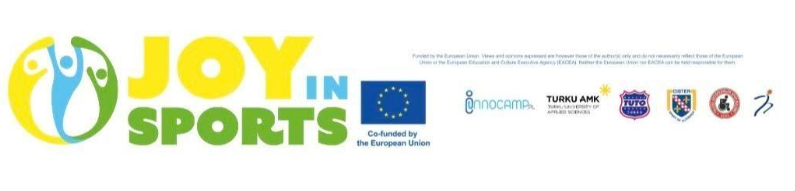 JOY
IN
SPORTS
Co-funded by
the European Union
Funded by the European Union. Views and opinions expressed are however those of the author(s) only and do not necessarily reflect those of the European
Union or the European Education and Culture Executive Agency (EACEA). Neither the European Union nor EACEA can be held responsible for them.
innocamp.PL
TURKU AMK
TURKU UNIVERSITY OF
APPLIED SCIENCES
TUTO